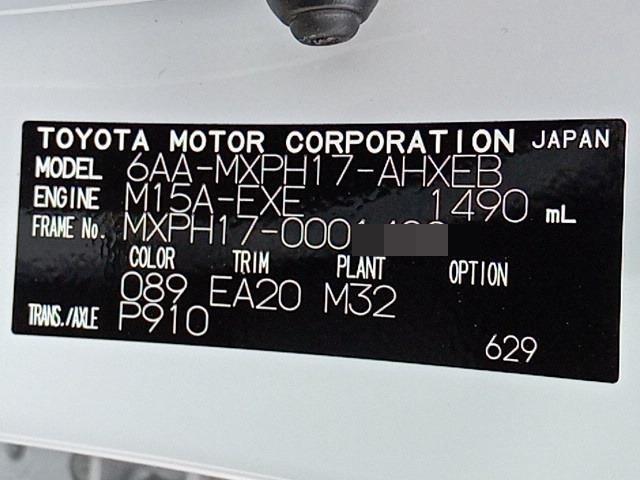 TOYOTA MOTOR CORPORATION JAPAN
MODEL 6AA-MXPH17-AHXEB
ENGINE M15A-EXE 1490 mL
FRAME No. MXPH17-000
COLOR TRIM PLANT OPTION
089 EA20 M32
TRANS./AXLE P910
629